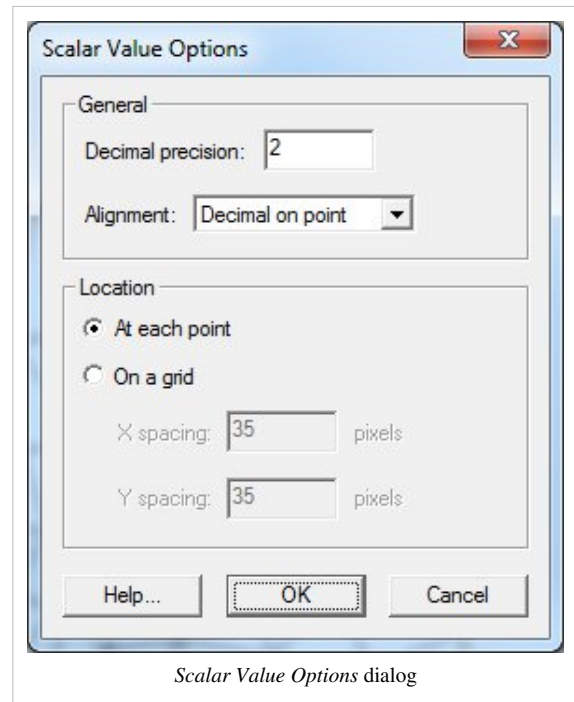 Scalar Value Options
General
Decimal precision: 2
Alignment: Decimal on point
Location
At each point
On a grid
X spacing: 35 pixels
Y spacing: 35 pixels
Help... OK Cancel
Scalar Value Options dialog